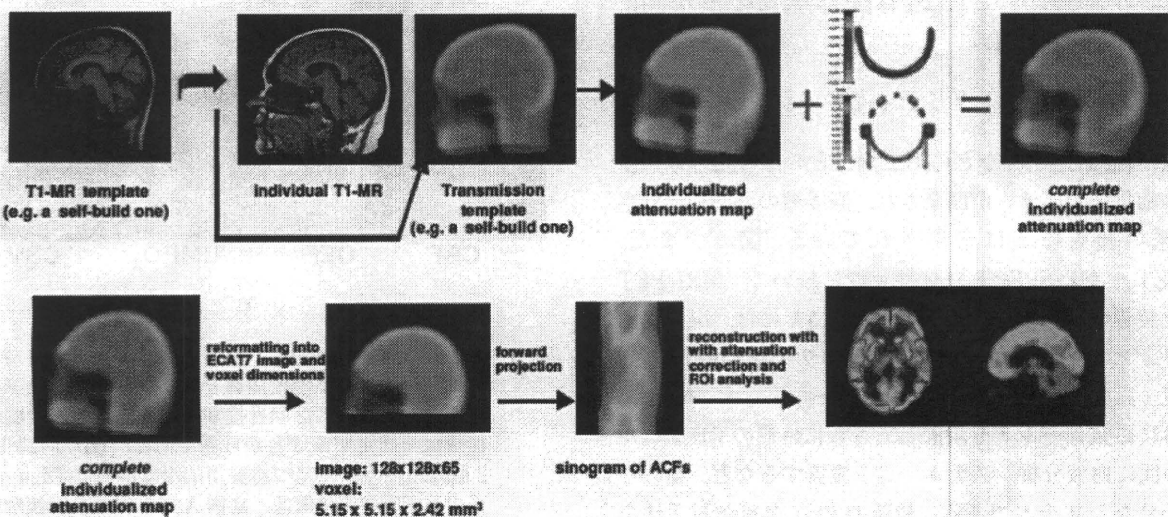 T1-MR template
(e.g. a self-build one)
individual T1-MR
Transmission
template
(e.g. a self-build one)
individualized
attenuation map
+
=
complete
individualized
attenuation map
complete
individualized
attenuation map
reformatting into
ECAT7 image and
voxel dimensions
image: 128x128x65
voxel:
5.15 x 5.15 x 2.42 mm³
forward
projection
sinogram of ACFs
reconstruction with
with attenuation
correction and
ROI analysis